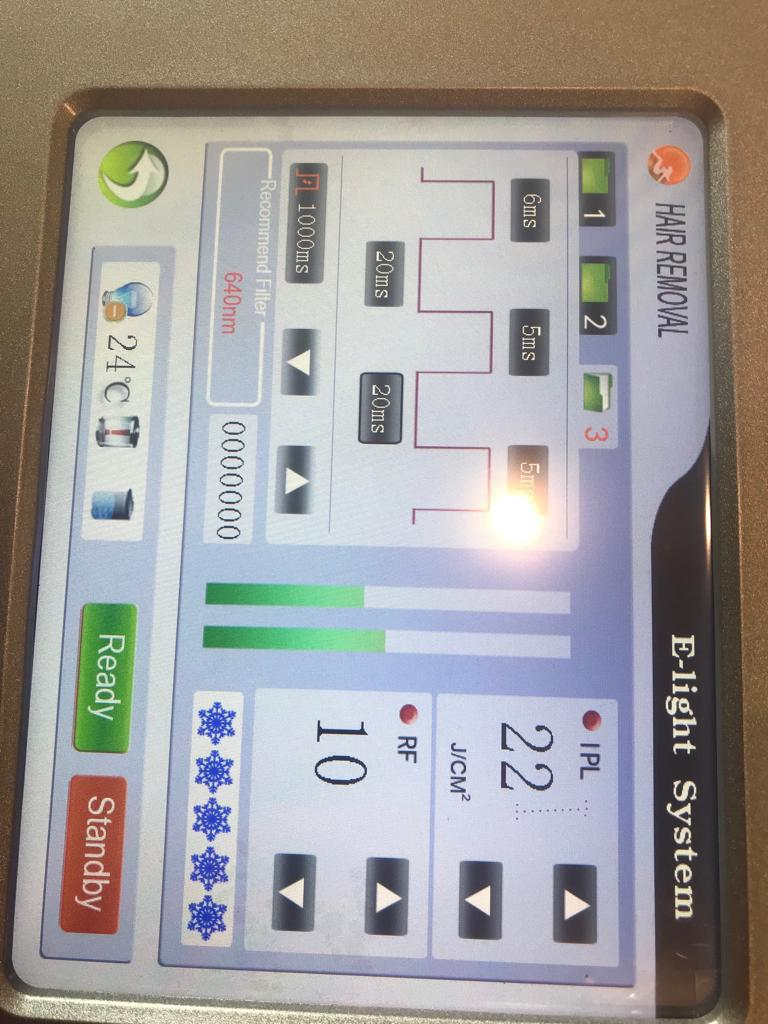 HAIR REMOVAL
E-light System
1
2
3
6ms
5ms
5ms
20ms
20ms
1000ms
Recommend Filter
640nm
0000000
IPL
22
J/CM²
RF
10
24℃
Ready
Standby